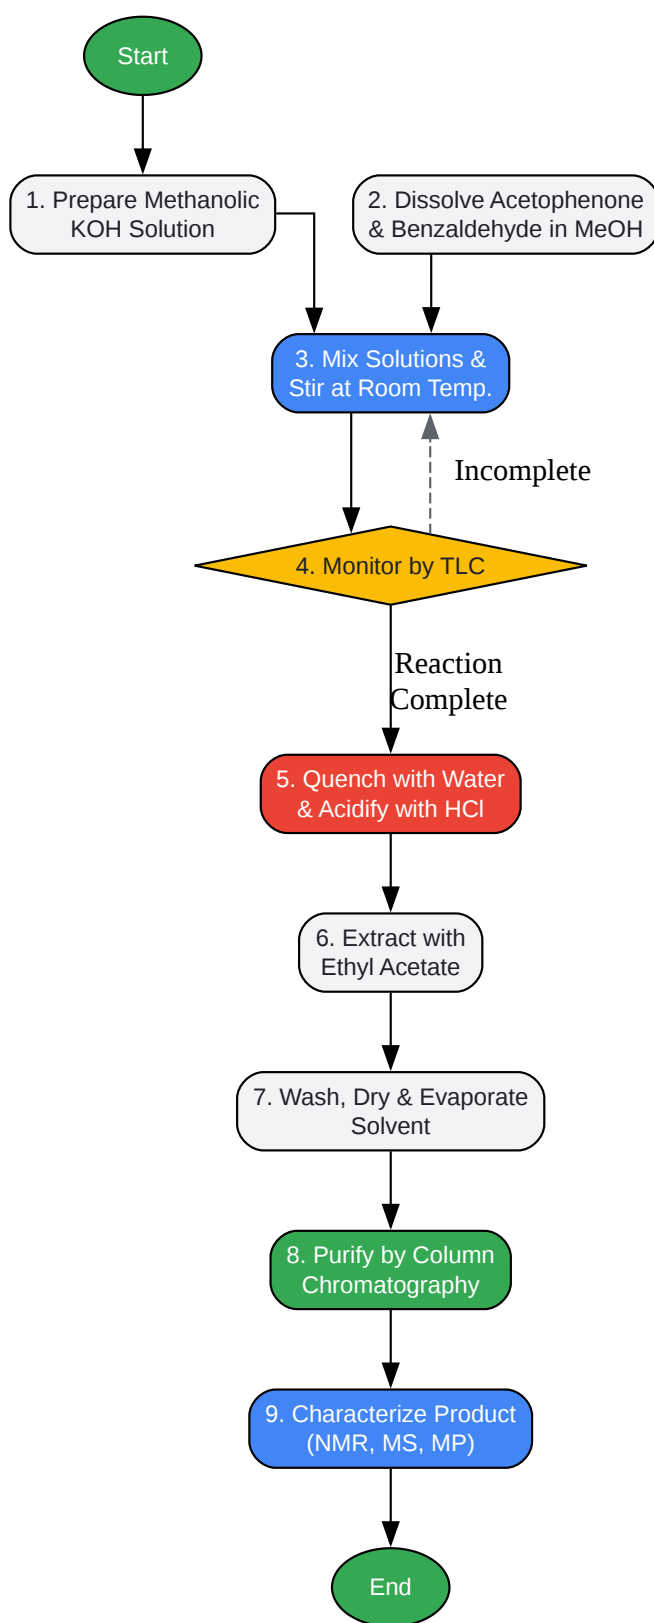 Start
1. Prepare Methanolic
KOH Solution
2. Dissolve Acetophenone
& Benzaldehyde in MeOH
3. Mix Solutions &
Stir at Room Temp.
Incomplete
4. Monitor by TLC
Reaction
Complete
5. Quench with Water
& Acidify with HCl
6. Extract with
Ethyl Acetate
7. Wash, Dry & Evaporate
Solvent
8. Purify by Column
Chromatography
9. Characterize Product
(NMR, MS, MP)
End